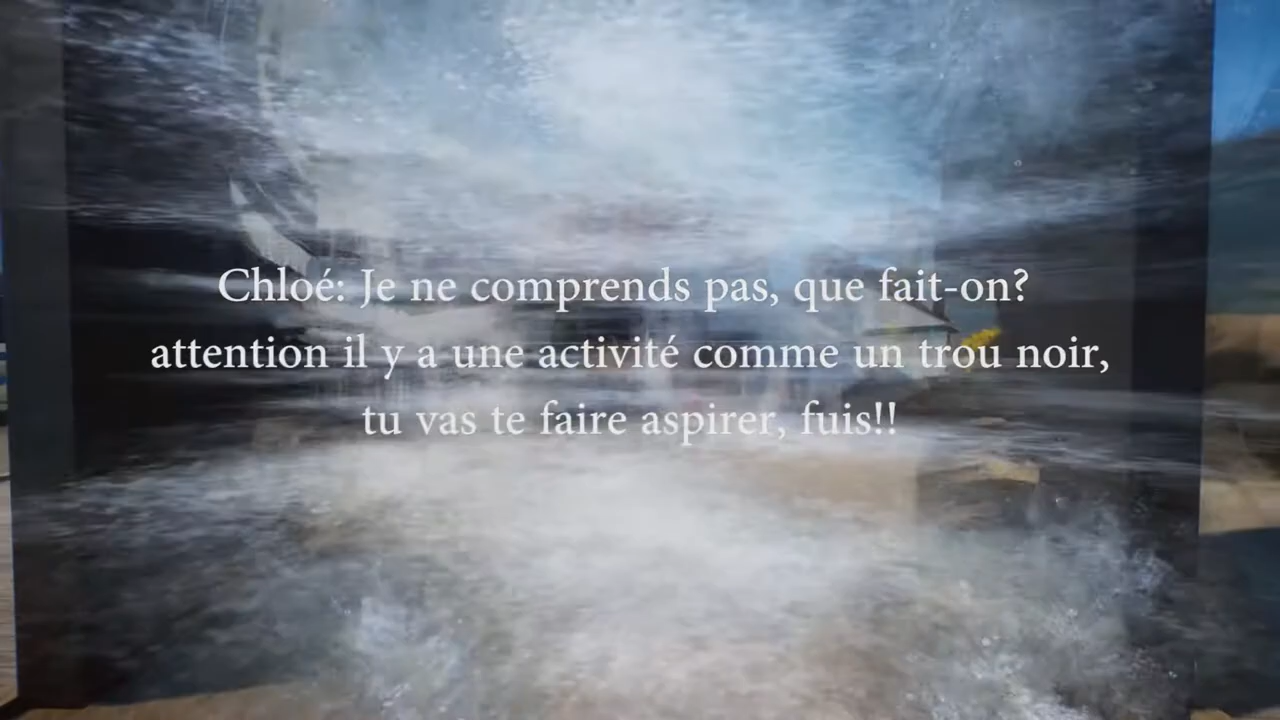 Chloé: Je ne comprends pas, que fait-on?
attention il y a une activité comme un trou noir,
tu vas te faire aspirer, fuis!!